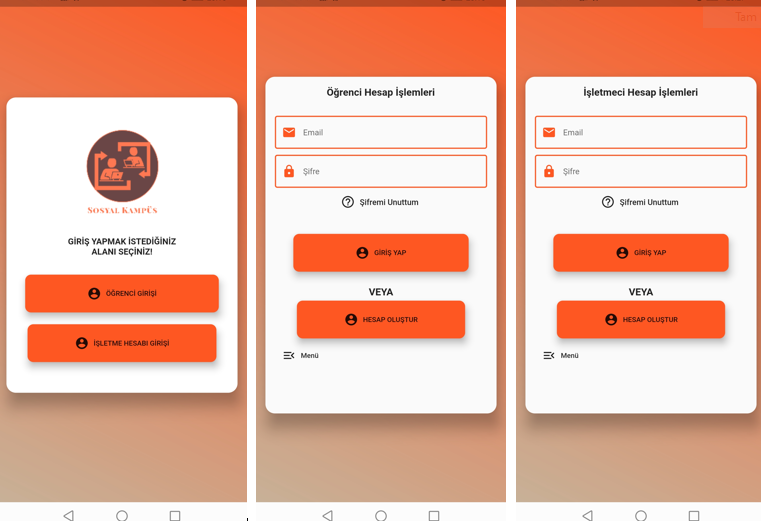 SOSYAL KAMPÜS
GİRİŞ YAPMAK İSTEDİĞİNİZ
ALANI SEÇİNİZ!
ÖĞRENCİ GİRİŞİ
İŞLETME HESABI GİRİŞİ
Öğrenci Hesap İşlemleri
Email
Şifre
Şifremi Unuttum
GİRİŞ YAP
VEYA
HESAP OLUŞTUR
Menü
İşletmeci Hesap İşlemleri
Email
Şifre
Şifremi Unuttum
GİRİŞ YAP
VEYA
HESAP OLUŞTUR
Menü